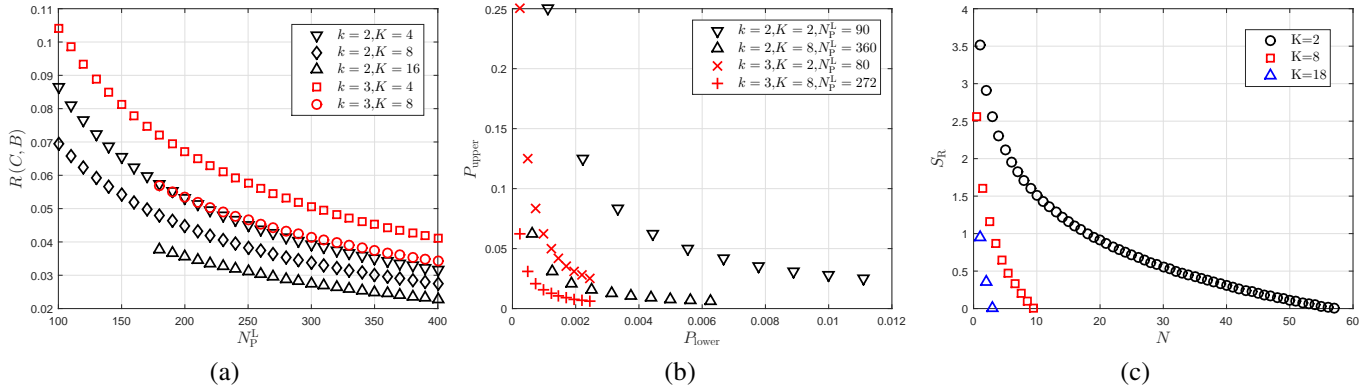 0.11
0.1
0.09
0.08
0.07
0.06
0.05
0.04
0.03
0.02
R (C, B)
100 150 200 250 300 350 400
N_P^L
k = 2,K = 4
k = 2,K = 8
k = 2,K = 16
k = 3,K = 4
k = 3,K = 8
(a)
0.25
0.2
0.15
0.1
0.05
0
P_upper
0 0.002 0.004 0.006 0.008 0.01 0.012
P_lower
k = 2,K = 2,N_P^L = 90
k = 2,K = 8,N_P^L = 360
k = 3,K = 2,N_P^L = 80
k = 3,K = 8,N_P^L = 272
(b)
4
3.5
3
2.5
2
1.5
1
0.5
0
S_R
0 10 20 30 40 50 60
N
K=2
K=8
K=18
(c)